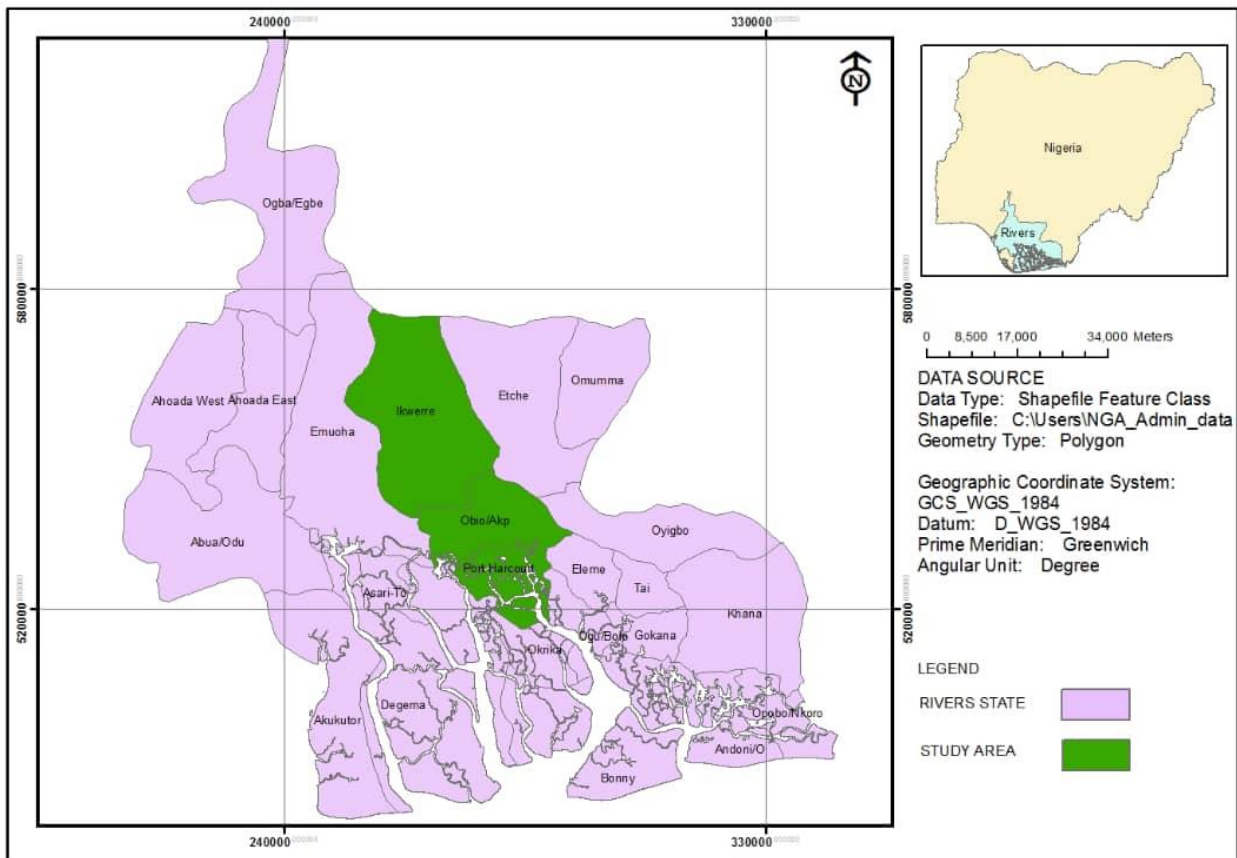 240000
330000
580000
580000
520000
520000
240000
330000
N
Ogba/Egbe
Ahoada West
Ahoada East
Emuoha
Ikwerre
Etche
Omumma
Abua/Odu
Obio/Akp
Oyigbo
Port Harcourt
Eleme
Tai
Khana
Asari-To
Ogu/Bolo
Gokana
Okrika
Degema
Akukutor
Opobo/Nkoro
Andoni/O
Bonny
Nigeria
Rivers
0 8,500 17,000 34,000 Meters
DATA SOURCE
Data Type: Shapefile Feature Class
Shapefile: C:\Users\NGA_Admin_data
Geometry Type: Polygon
Geographic Coordinate System:
GCS_WGS_1984
Datum: D_WGS_1984
Prime Meridian: Greenwich
Angular Unit: Degree
LEGEND
RIVERS STATE
STUDY AREA